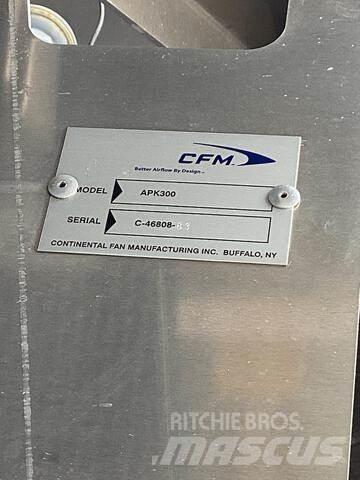 CFM
Better Airflow By Design
MODEL APK300
SERIAL C-46808-
CONTINENTAL FAN MANUFACTURING INC. BUFFALO, NY
RITCHIE BROS.
MASCUS